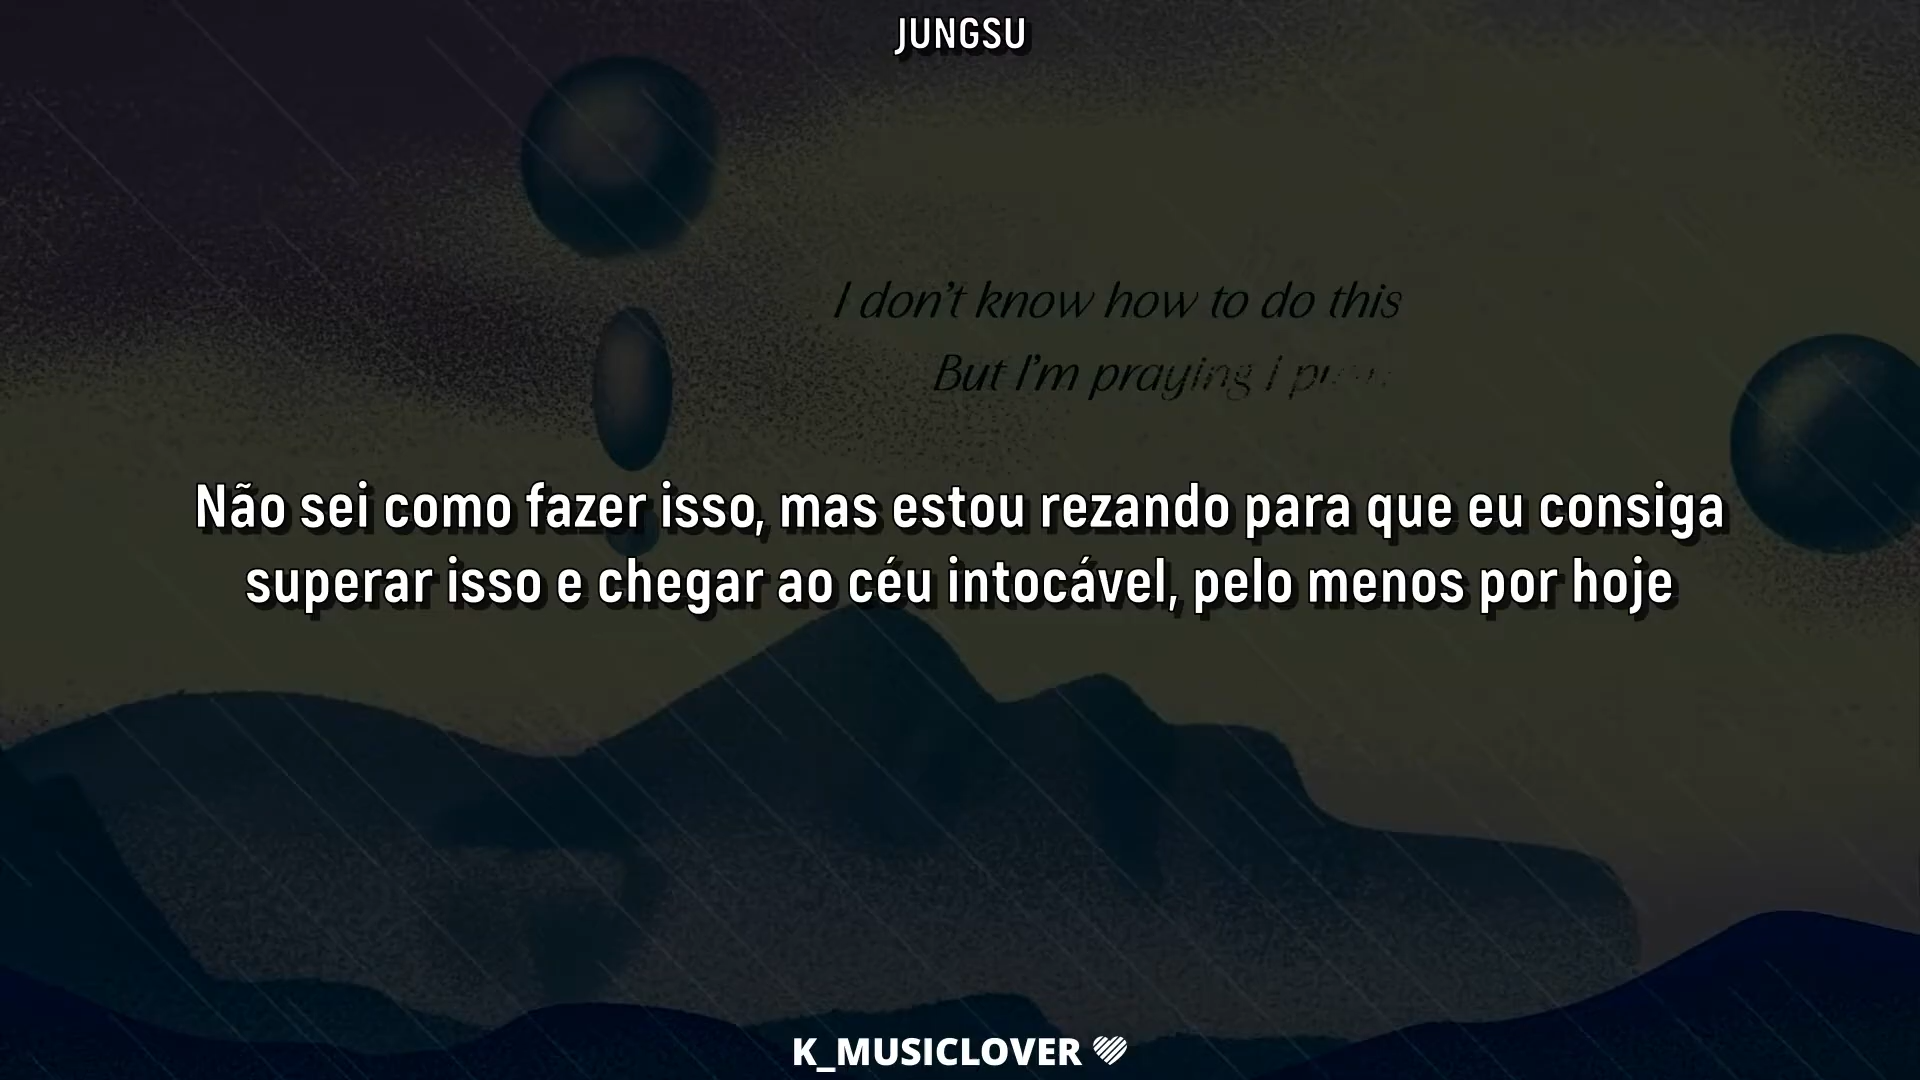 JUNGSU
I don't know how to do this
But I'm praying I
Não sei como fazer isso, mas estou rezando para que eu consiga
superar isso e chegar ao céu intocável, pelo menos por hoje
K_MUSICLOVER